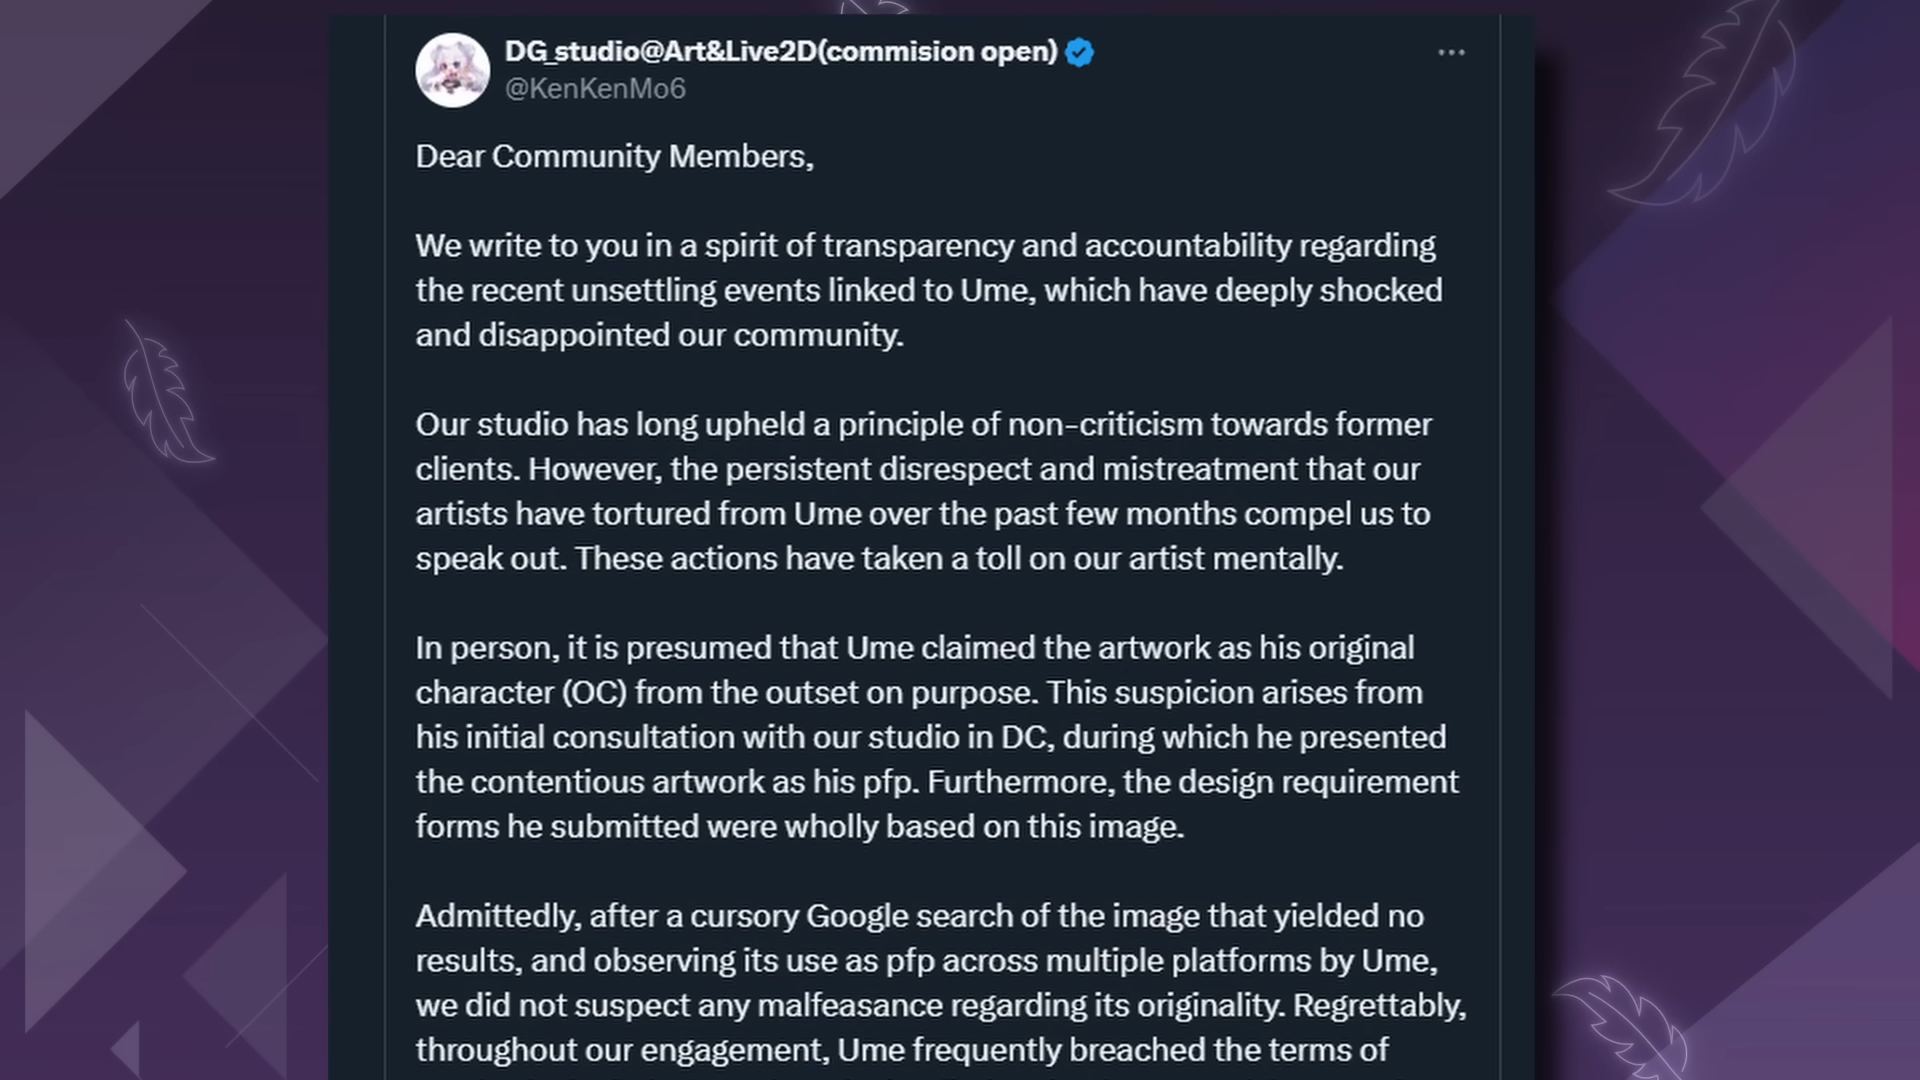 DG_studio@Art&Live2D(commision open)
@KenKenMo6
Dear Community Members,
We write to you in a spirit of transparency and accountability regarding
the recent unsettling events linked to Ume, which have deeply shocked
and disappointed our community.
Our studio has long upheld a principle of non-criticism towards former
clients. However, the persistent disrespect and mistreatment that our
artists have tortured from Ume over the past few months compel us to
speak out. These actions have taken a toll on our artist mentally.
In person, it is presumed that Ume claimed the artwork as his original
character (OC) from the outset on purpose. This suspicion arises from
his initial consultation with our studio in DC, during which he presented
the contentious artwork as his pfp. Furthermore, the design requirement
forms he submitted were wholly based on this image.
Admittedly, after a cursory Google search of the image that yielded no
results, and observing its use as pfp across multiple platforms by Ume,
we did not suspect any malfeasance regarding its originality. Regrettably,
throughout our engagement, Ume frequently breached the terms of